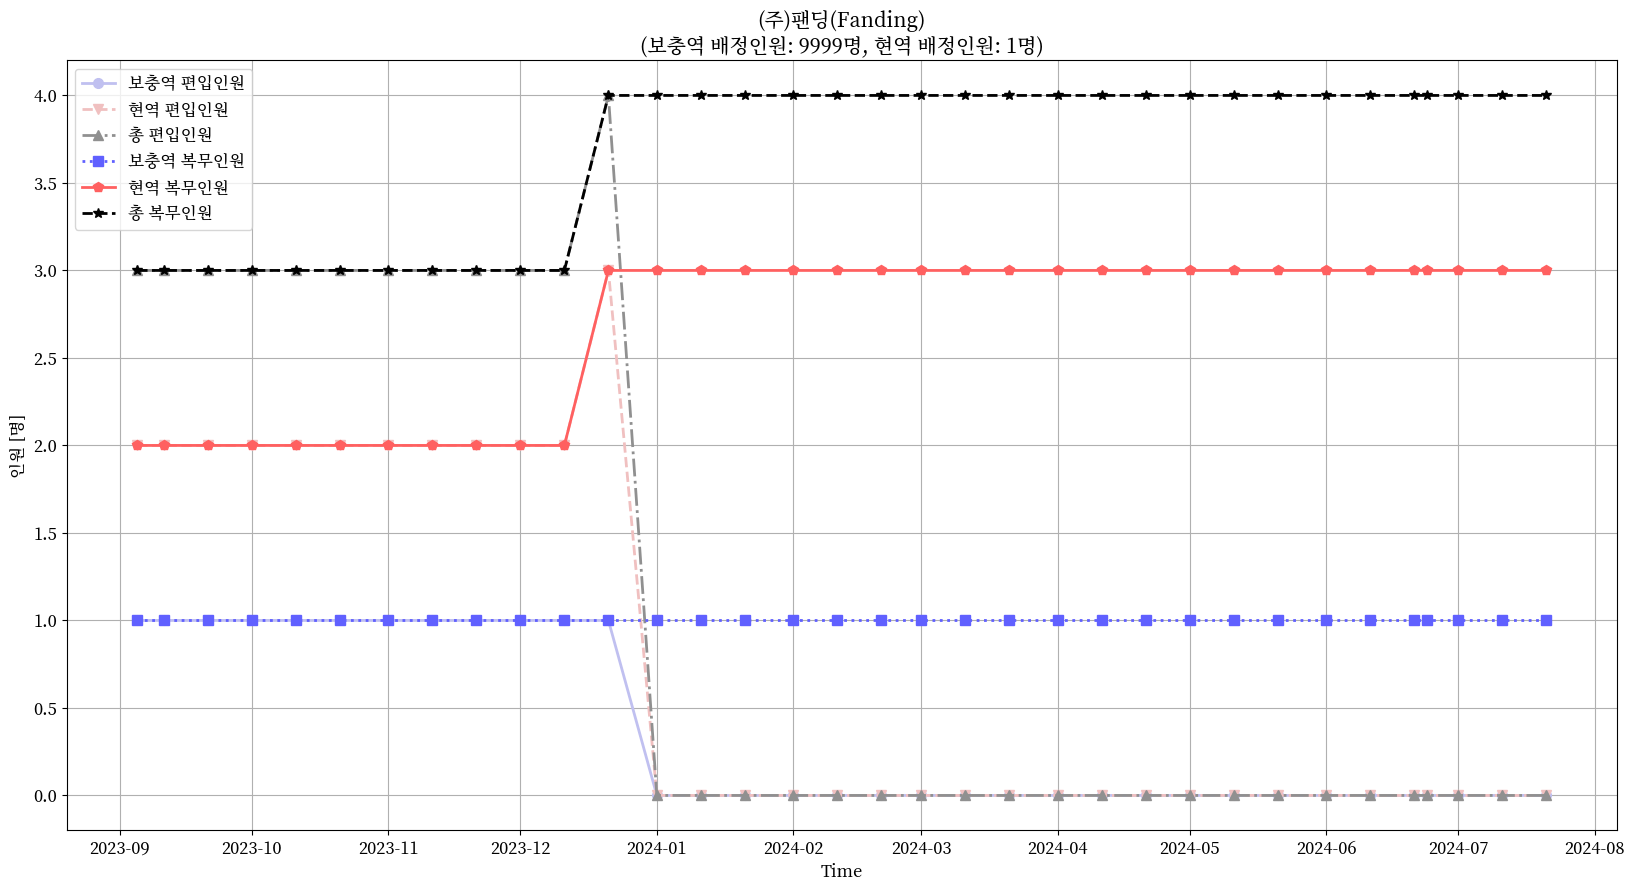 (주)팬딩(Fanding)
(보충역 배정인원: 9999명, 현역 배정인원: 1명)
보충역 편입인원
현역 편입인원
총 편입인원
보충역 복무인원
현역 복무인원
총 복무인원
인원 [명]
4.0
3.5
3.0
2.5
2.0
1.5
1.0
0.5
0.0
2023-09 2023-10 2023-11 2023-12 2024-01 2024-02 2024-03 2024-04 2024-05 2024-06 2024-07 2024-08
Time